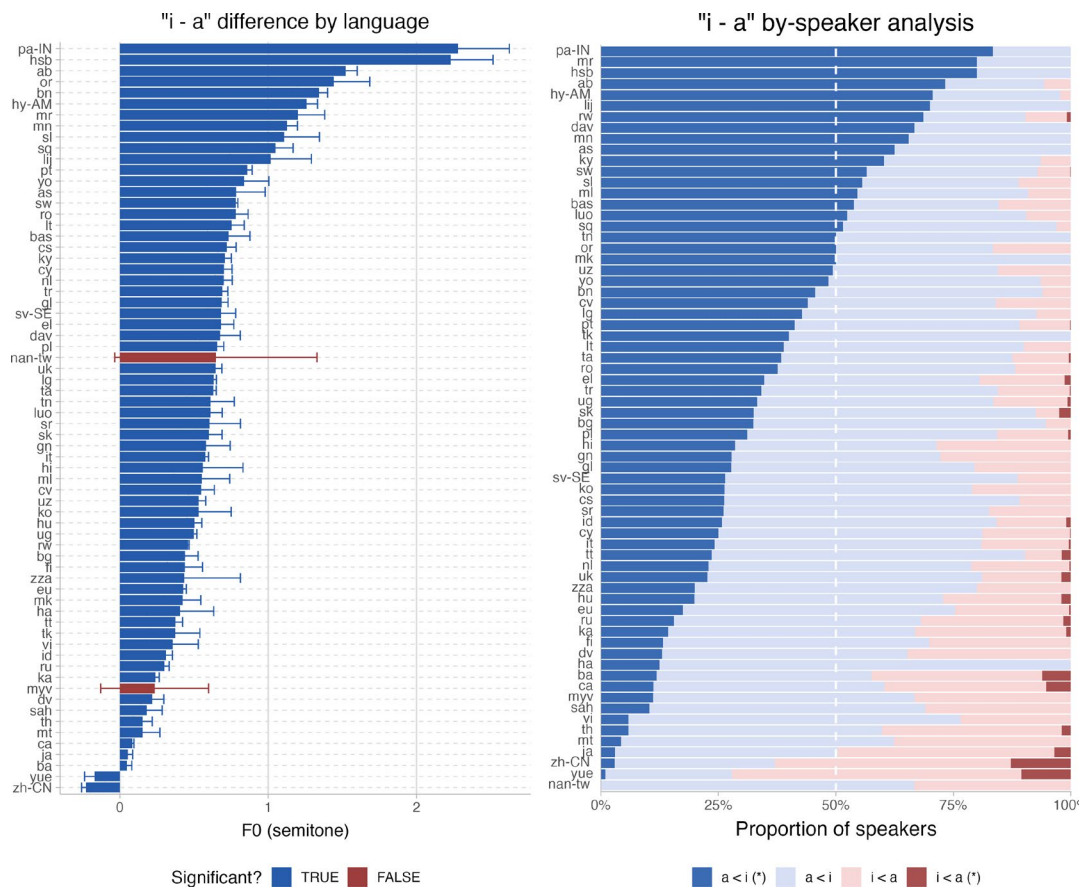 "i - a" difference by language
pa-IN
hsb
ab
or
bn
hy-AM
mr
mn
sl
sq
lij
pt
yo
as
sw
ro
lt
bas
cs
ky
cy
nl
tr
gl
sv-SE
el
dav
pl
nan-tw
uk
lg
ta
tn
luo
sr
sk
gn
it
hi
ml
cv
uz
ko
hu
ug
rw
bg
fi
zza
eu
mk
ha
tt
tk
vi
id
ru
ka
myv
dv
sah
th
mt
ca
ja
ba
yue
zh-CN
0 1 2
F0 (semitone)
Significant? TRUE FALSE
"i - a" by-speaker analysis
pa-IN
mr
hsb
ab
hy-AM
lij
rw
dav
mn
as
ky
sw
sl
ml
bas
luo
sq
tn
or
mk
uz
yo
bn
cv
lg
pt
tk
lt
ta
ro
el
tr
ug
sk
bg
pl
hi
gn
gl
sv-SE
ko
cs
sr
id
cy
it
tt
nl
uk
zza
hu
eu
ru
ka
fi
dv
ha
ba
ca
myv
sah
vi
th
mt
ja
zh-CN
yue
nan-tw
0% 25% 50% 75% 100%
Proportion of speakers
a < i (*) a < i i < a i < a (*)